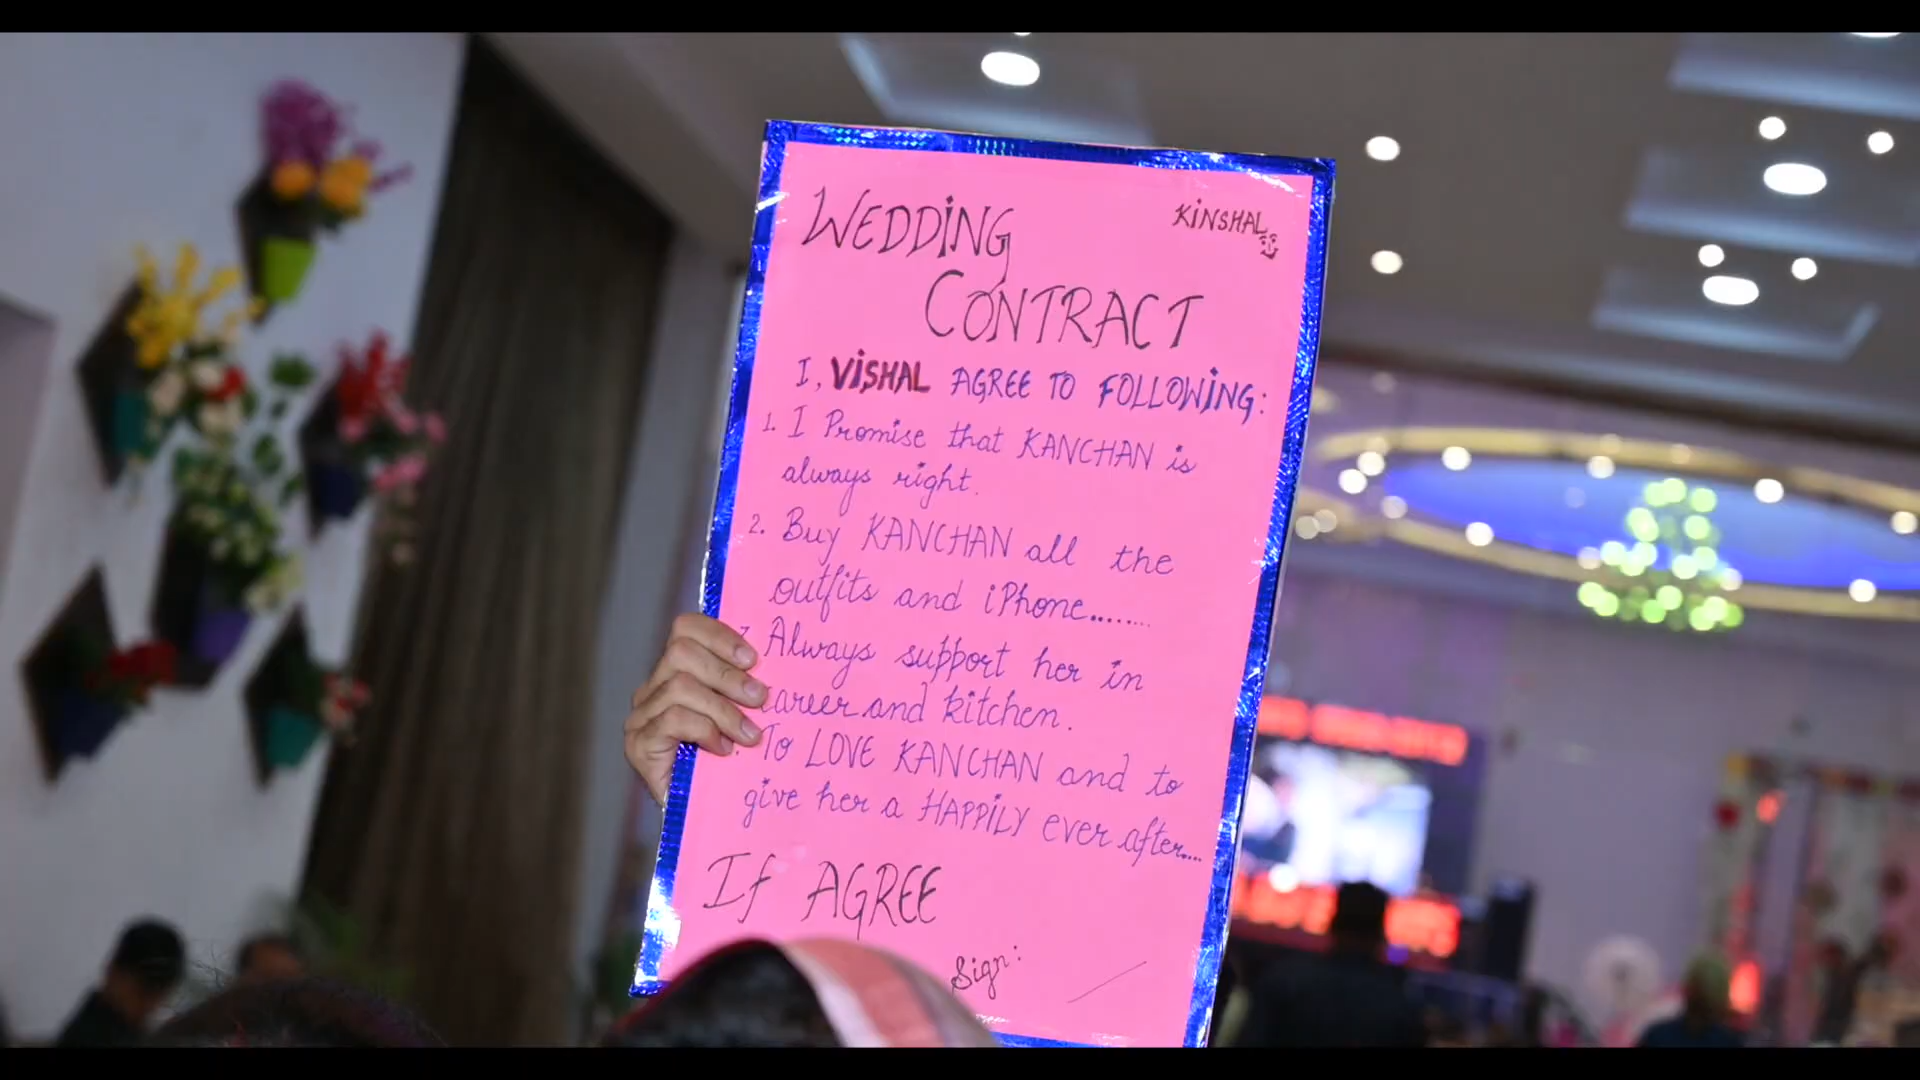 WEDDING
KiNSHAL
CONTRACT
I, ViSHAL AGREE TO FOLLOWiNG:
1. I Promise that KANCHAN is
always right.
2. Buy KANCHAN all the
outfits and iPhone........
Always support her in
career and kitchen.
To LOVE KANCHAN and to
give her a HAPPiLY ever after....
If AGREE
Sign: